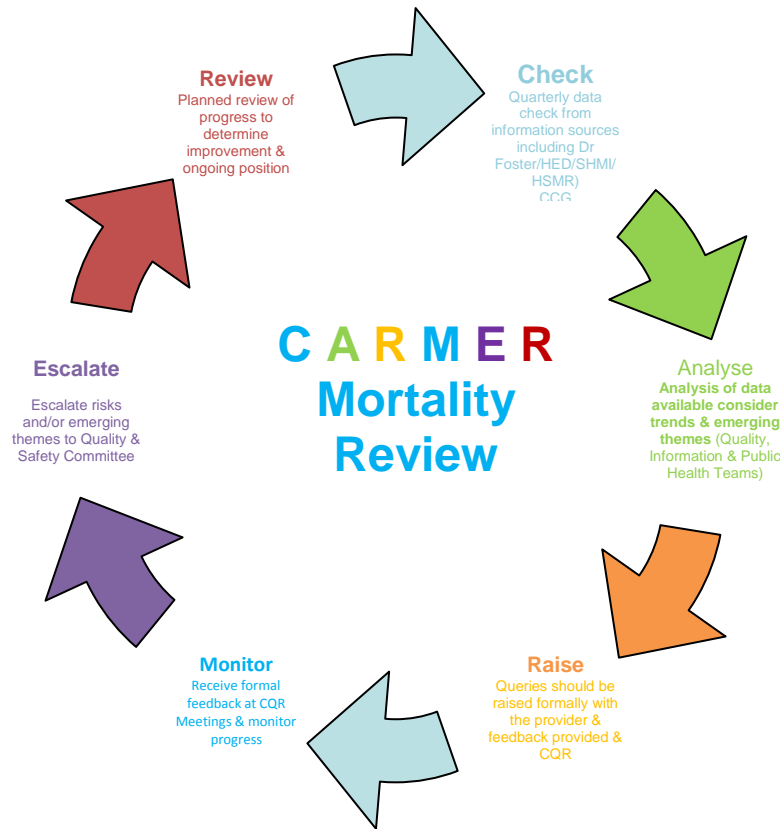 C A R M E R
Mortality
Review
Check
Quarterly data
check from
information sources
including Dr
Foster/HED/SHMI/
HSMR)
CCG
Analyse
Analysis of data
available consider
trends & emerging
themes (Quality,
Information & Public
Health Teams)
Raise
Queries should be
raised formally with
the provider &
feedback provided &
CQR
Monitor
Receive formal
feedback at CQR
Meetings & monitor
progress
Escalate
Escalate risks
and/or emerging
themes to Quality &
Safety Committee
Review
Planned review of
progress to
determine
improvement &
ongoing position